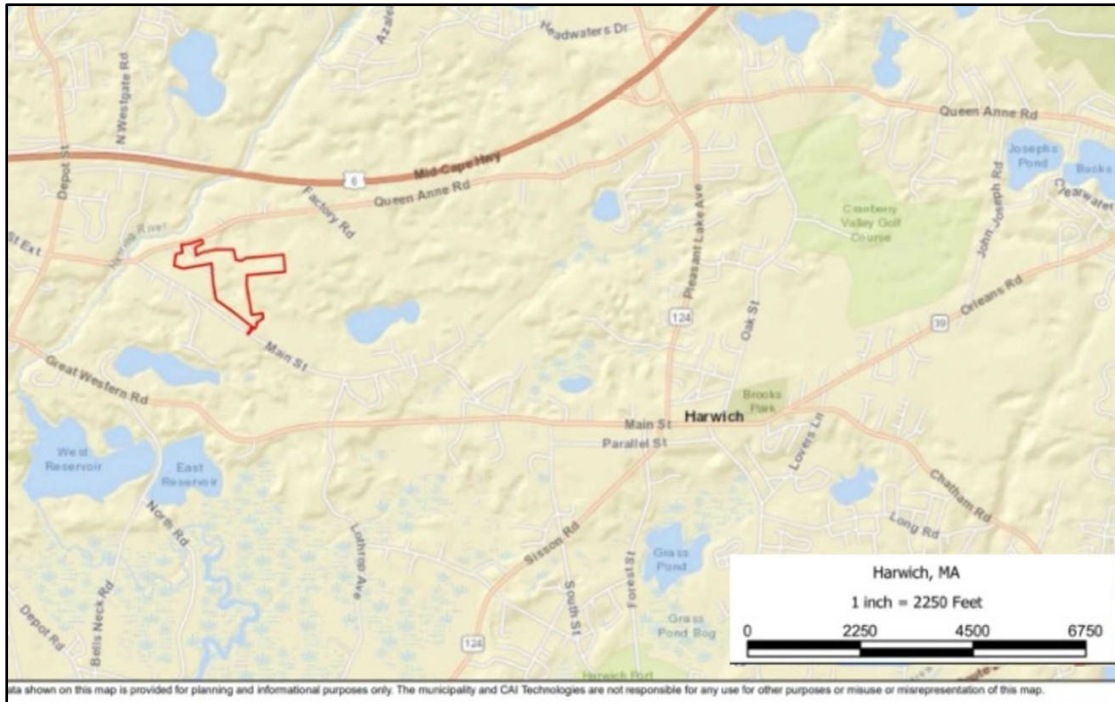 Headwaters Dr
N Westgate Rd
Depot St
Mid Cape Hwy
6
Queen Anne Rd
Queen Anne Rd
Factory Rd
Josephs
Pond
Bucks
Clearwater
John Joseph Rd
Cranberry
Valley Golf
Course
Pleasant Lake Ave
St Ext
Herring River
124
Oak St
Orleans Rd
39
Main St
Great Western Rd
Brooks
Park
Harwich
Main St
Parallel St
Lovers Ln
West
Reservoir
East
Reservoir
North Rd
Lothrop Ave
Sisson Rd
Chatham Rd
Long Rd
Grass
Pond
Forest St
South St
Bells Neck Rd
Depot Rd
Grass
Pond Bog
124
Harwich Port
Harwich, MA
1 inch = 2250 Feet
0 2250 4500 6750
ata shown on this map is provided for planning and informational purposes only. The municipality and CAI Technologies are not responsible for any use for other purposes or misuse or misrepresentation of this map.